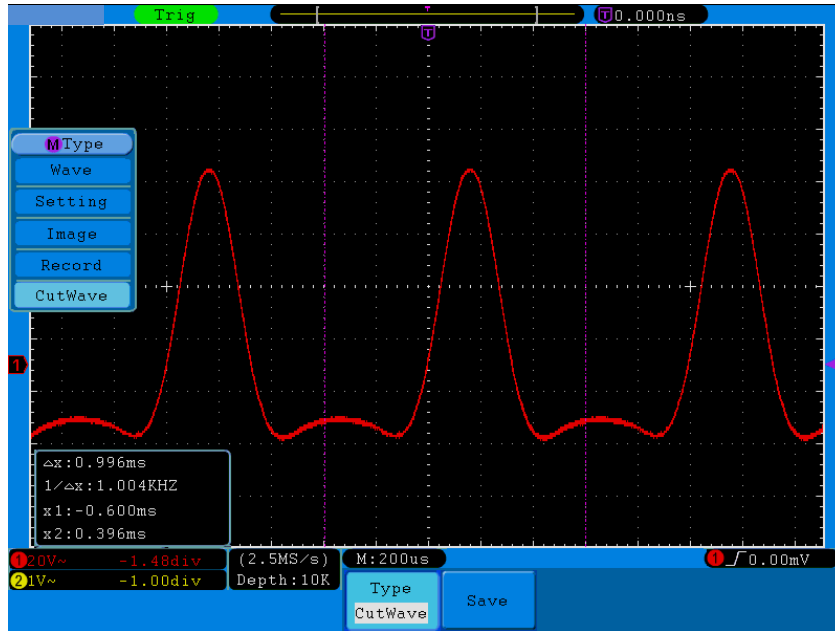 Trig
T 0.000ns
T
M Type
Wave
Setting
Image
Record
CutWave
1
△x:0.996ms
1/△x:1.004KHZ
x1:-0.600ms
x2:0.396ms
1 20V~ -1.48div
2 1V~ -1.00div
(2.5MS/s)
Depth:10K
M:200us
1 0.00mV
Type
CutWave
Save